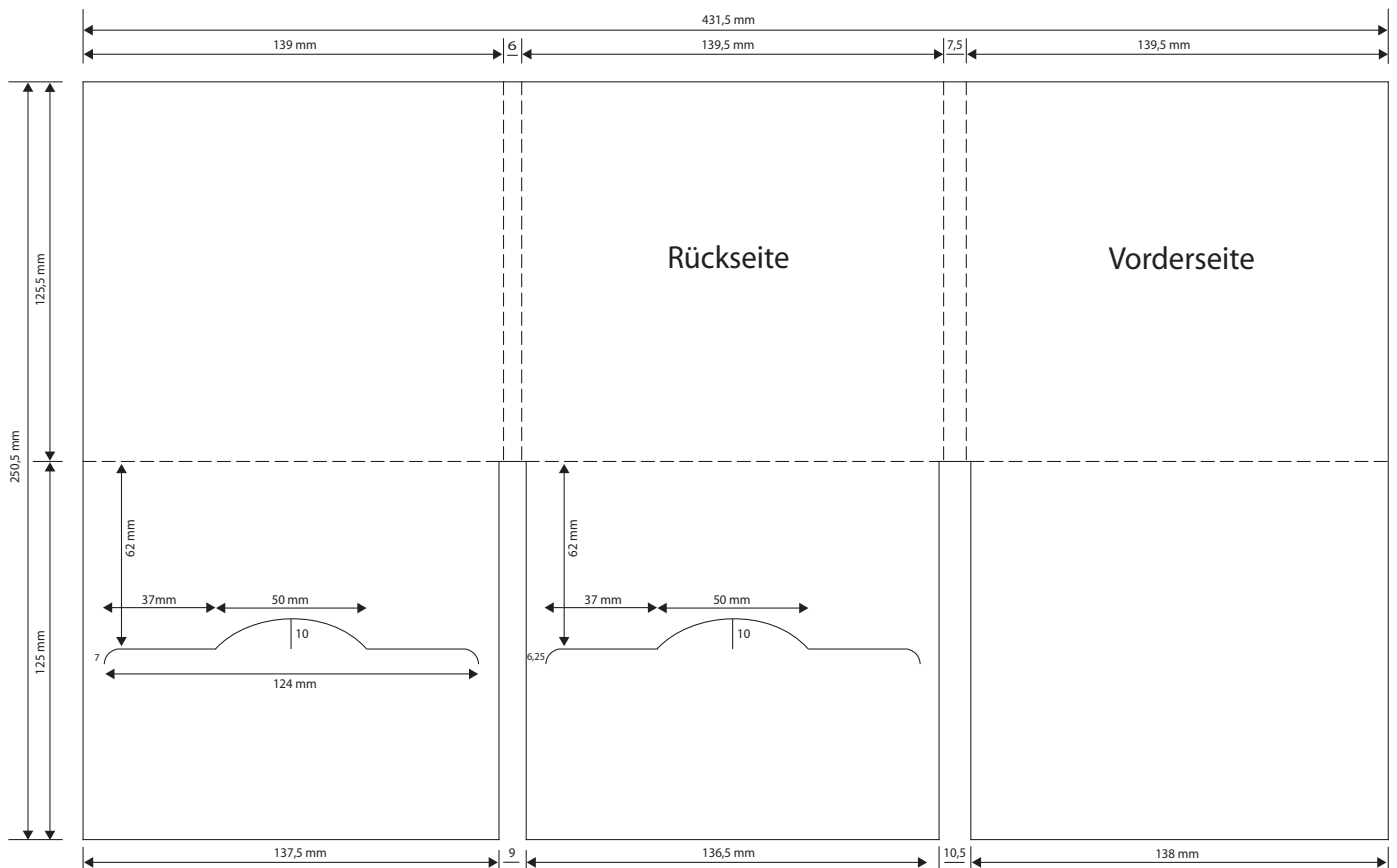 431,5 mm
139 mm
6
139,5 mm
7,5
139,5 mm
125,5 mm
Rückseite
Vorderseite
250,5 mm
62 mm
62 mm
37mm
50 mm
37 mm
50 mm
10
10
7
6,25
125 mm
124 mm
137,5 mm
9
136,5 mm
10,5
138 mm